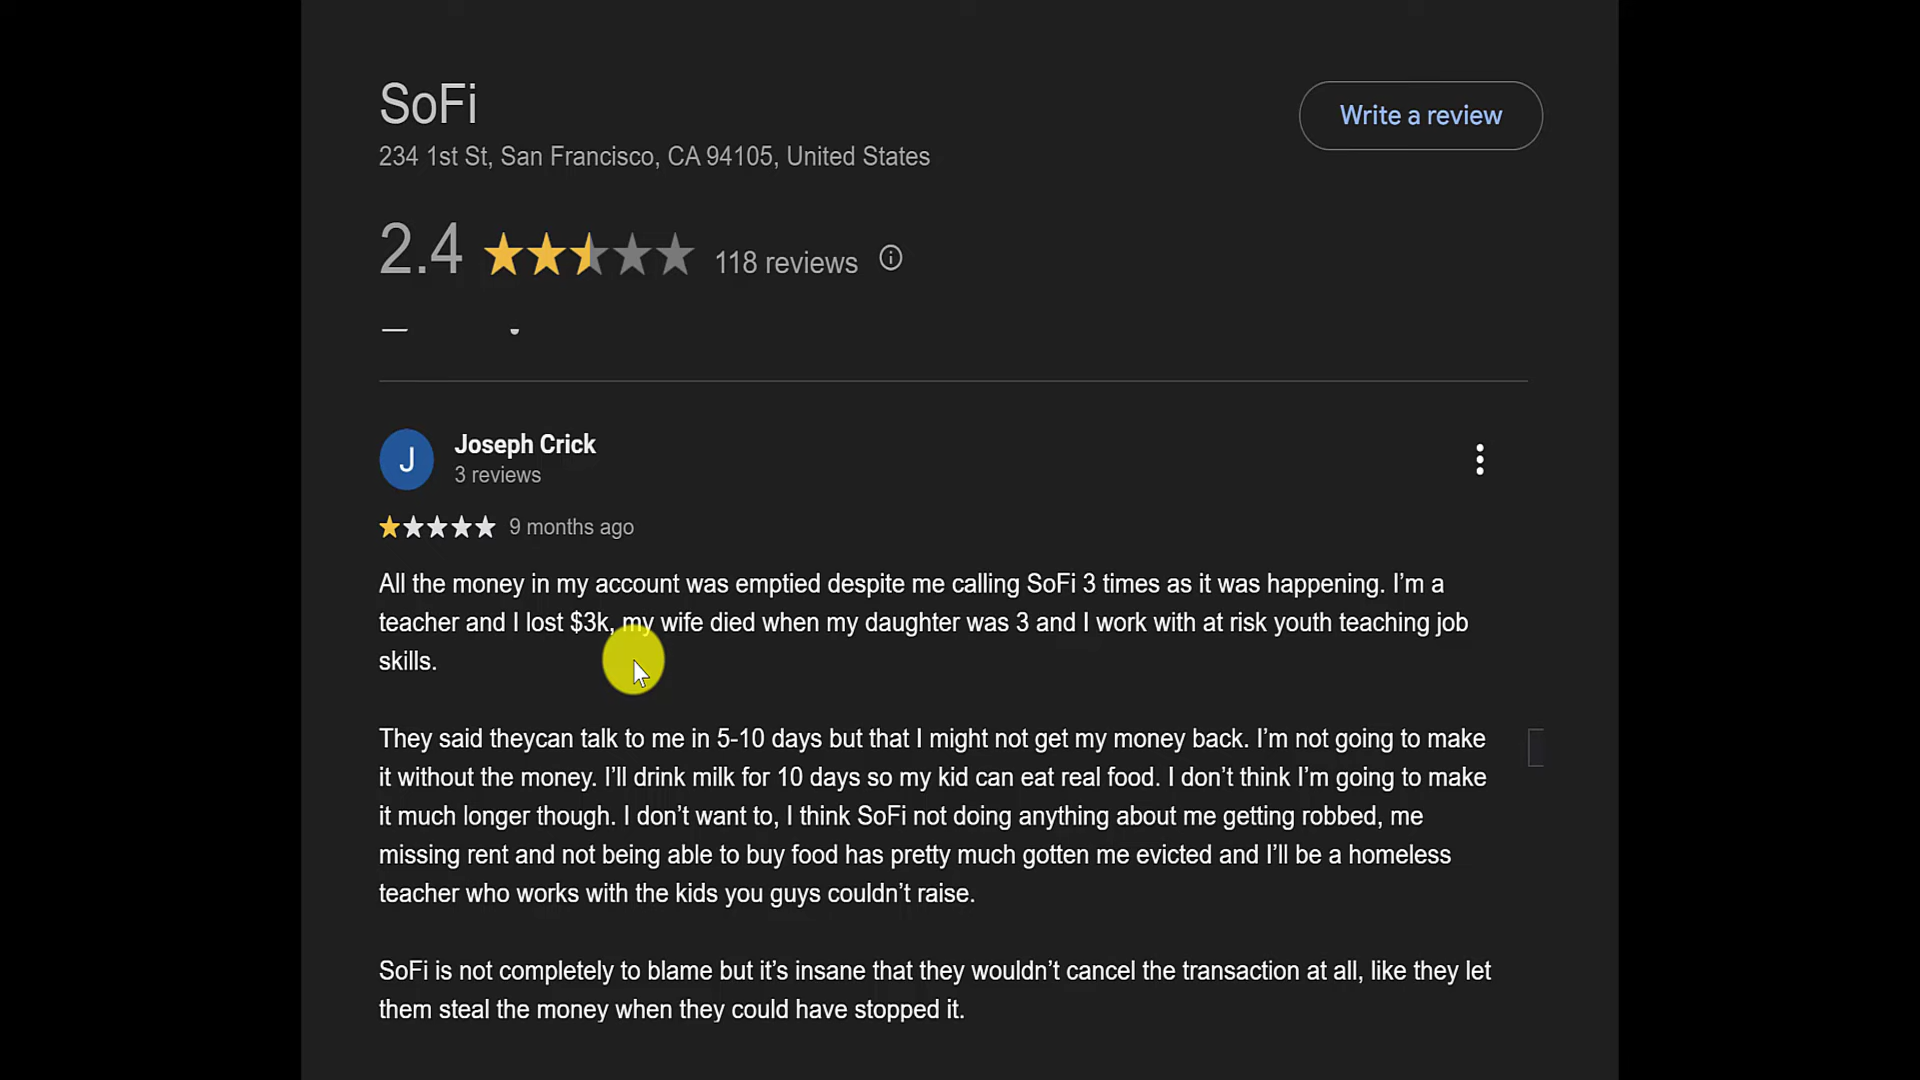 SoFi
Write a review
234 1st St, San Francisco, CA 94105, United States
2.4
118 reviews
J
Joseph Crick
3 reviews
9 months ago
All the money in my account was emptied despite me calling SoFi 3 times as it was happening. I'm a
teacher and I lost $3k, my wife died when my daughter was 3 and I work with at risk youth teaching job
skills.
They said theycan talk to me in 5-10 days but that I might not get my money back. I'm not going to make
it without the money. I'll drink milk for 10 days so my kid can eat real food. I don't think I'm going to make
it much longer though. I don't want to, I think SoFi not doing anything about me getting robbed, me
missing rent and not being able to buy food has pretty much gotten me evicted and I'll be a homeless
teacher who works with the kids you guys couldn't raise.
SoFi is not completely to blame but it's insane that they wouldn't cancel the transaction at all, like they let
them steal the money when they could have stopped it.